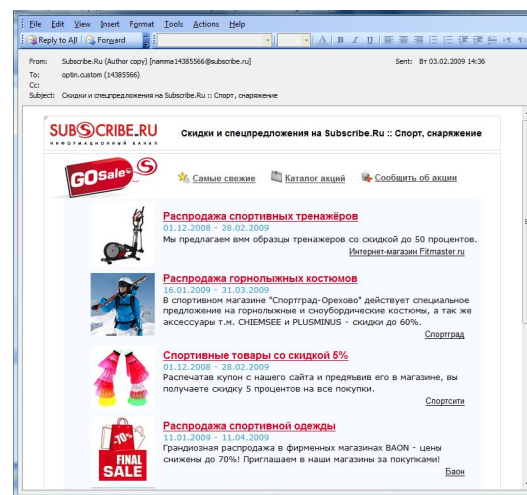 File Edit View Insert Format Tools Actions Help
Reply to All Forward A B I U
From: Subscribe.Ru (Author copy) [namma14385566@subscribe.ru] Sent: Вт 03.02.2009 14:36
To: optin.custom (14385566)
Cc:
Subject: Скидки и спецпредложения на Subscribe.Ru :: Спорт, снаряжение
SUBSCRIBE.RU Скидки и спецпредложения на Subscribe.Ru :: Спорт, снаряжение
ИНФОРМАЦИОННЫЙ КАНАЛ
GOSale S Самые свежие Каталог акций Сообщить об акции
Распродажа спортивных тренажёров
01.12.2008 - 28.02.2009
Мы предлагаем вмм образцы тренажеров со скидкой до 50 процентов.
Интернет-магазин Fitmaster.ru
Распродажа горнолыжных костюмов
16.01.2009 - 31.03.2009
В спортивном магазине "Спортград-Орехово" действует специальное
предложение на горнолыжные и сноубордические костюмы, а так же
аксессуары т.м. CHIEMSEE и PLUSMINUS - скидки до 60%.
Спортград
Спортивные товары со скидкой 5%
01.12.2008 - 28.02.2009
Распечатав купон с нашего сайта и предяъвив его в магазине, вы
получаете скидку 5 процентов на все покупки.
Спортсити
Распродажа спортивной одежды
11.01.2009 - 11.04.2009
Грандиозная распродажа в фирменных магазинах BAON - цены
снижены до 70%! Приглашаем в наши магазины за покупками!
Баон
-10%
FINAL
SALE